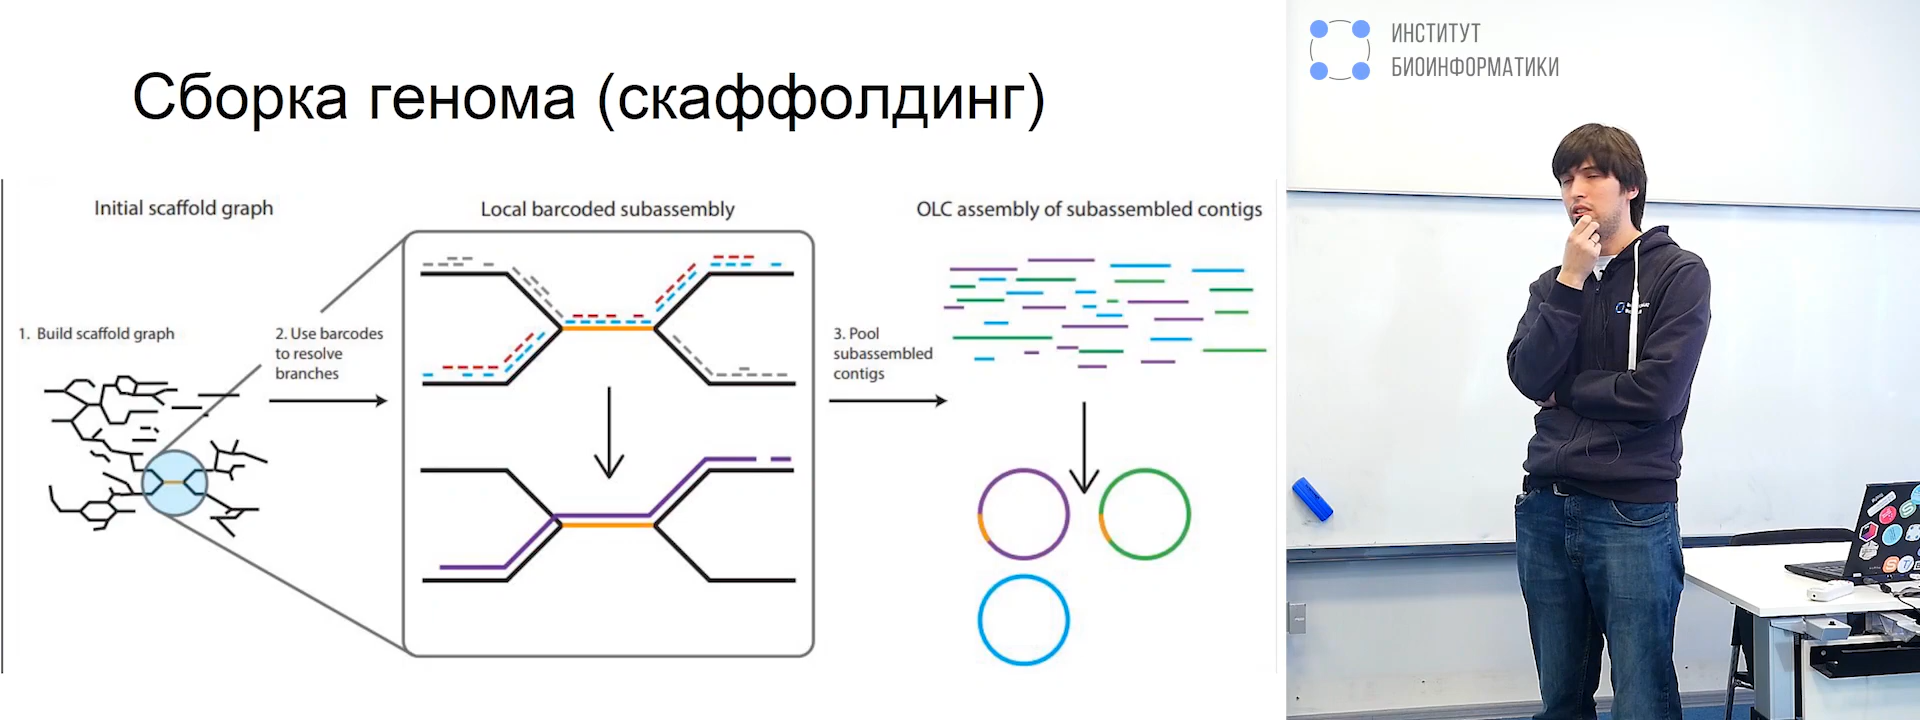 Сборка генома (скаффолдинг)
Initial scaffold graph
Local barcoded subassembly
OLC assembly of subassembled contigs
1. Build scaffold graph
2. Use barcodes
to resolve
branches
3. Pool
subassembled
contigs
ИНСТИТУТ
БИОИНФОРМАТИКИ